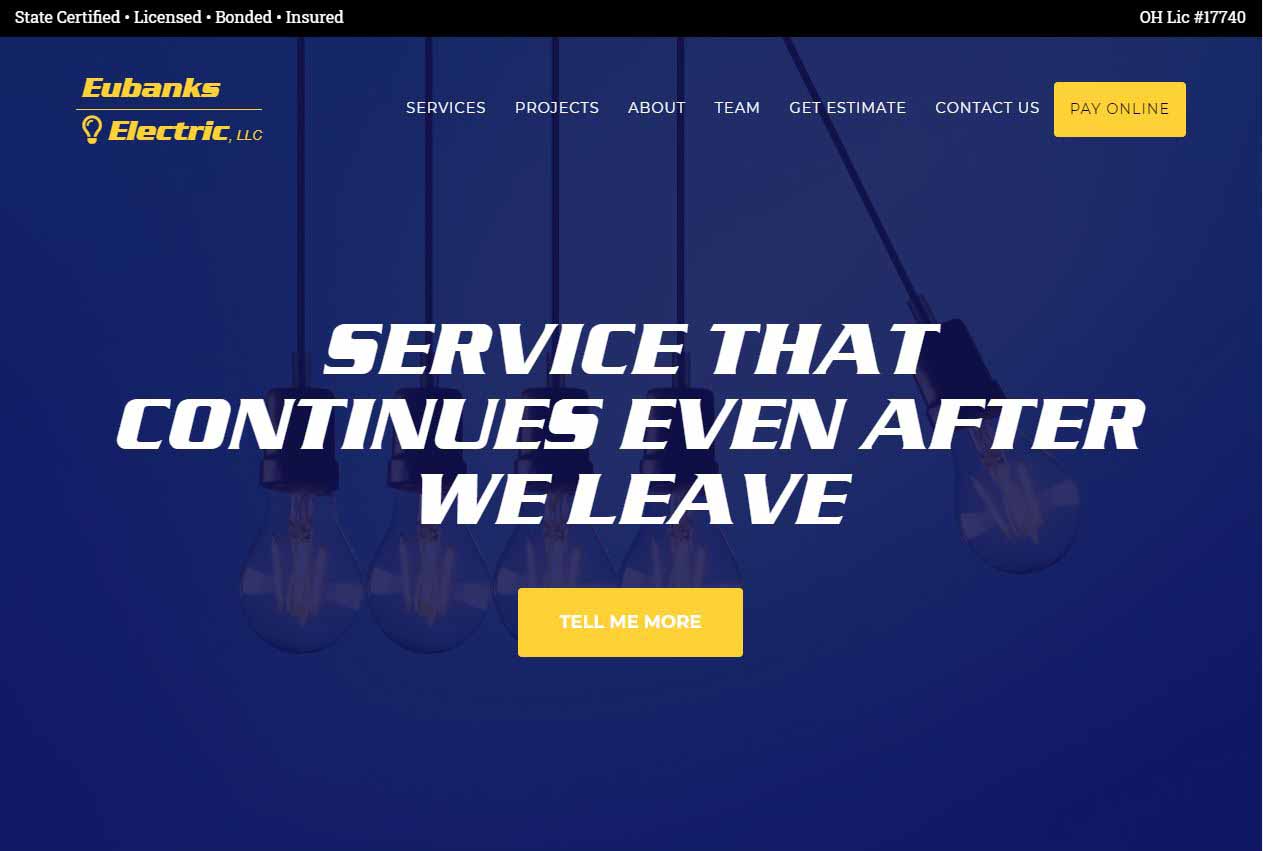 State Certified • Licensed • Bonded • Insured
OH Lic #17740
Eubanks
Electric, LLC
SERVICES PROJECTS ABOUT TEAM GET ESTIMATE CONTACT US PAY ONLINE
SERVICE THAT
CONTINUES EVEN AFTER
WE LEAVE
TELL ME MORE